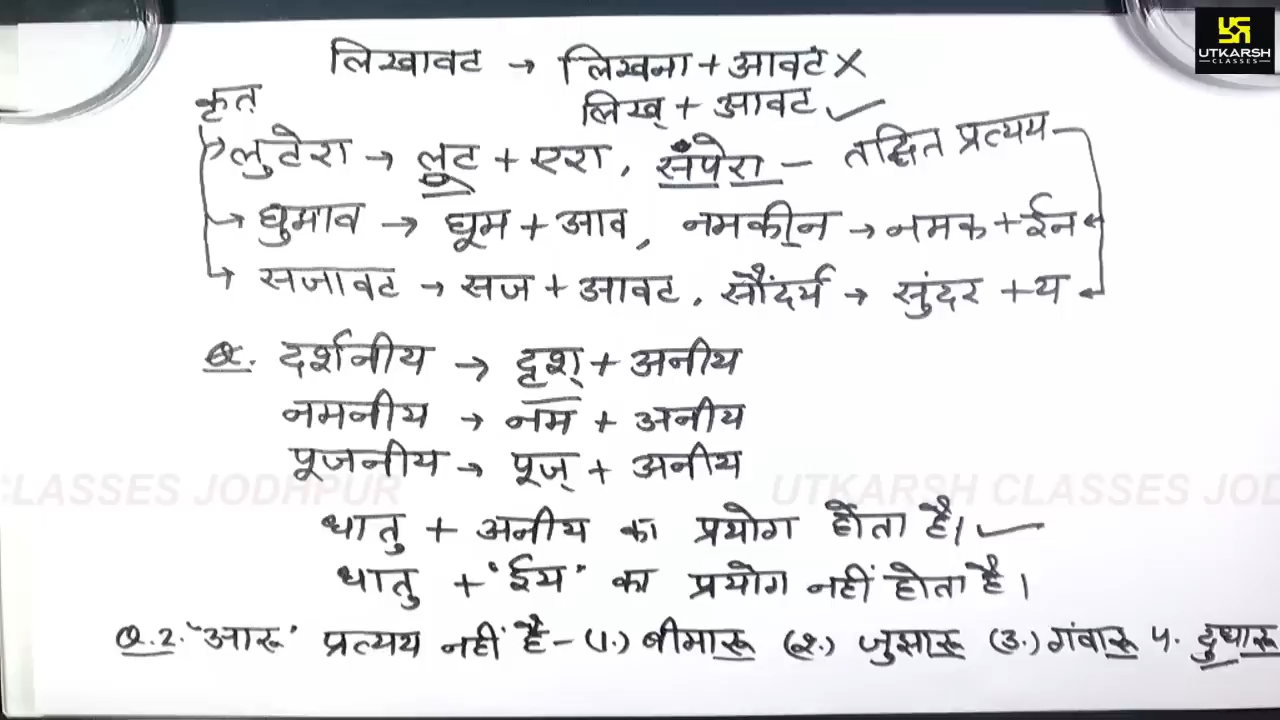 UTKARSH
CLASSES
लिखावट → लिखना + आवट ×
कृत लिख् + आवट ✓
→ लुटेरा → लूट + एरा, सँपेरा – तद्धित प्रत्यय
→ घुमाव → घूम + आव, नमकीन → नमक + ईन
→ सजावट → सज + आवट, सौंदर्य → सुंदर + य
Q. दर्शनीय → दृश् + अनीय
नमनीय → नम + अनीय
पूजनीय → पूज् + अनीय
CLASSES JODHPUR UTKARSH CLASSES JOD
धातु + अनीय का प्रयोग होता है। ✓
धातु + "ईय" का प्रयोग नहीं होता है।
Q.2. "आरू" प्रत्यय नहीं है – (1.) बीमारू (2.) जुझारू (3.) गंवारू 4. दुधारू